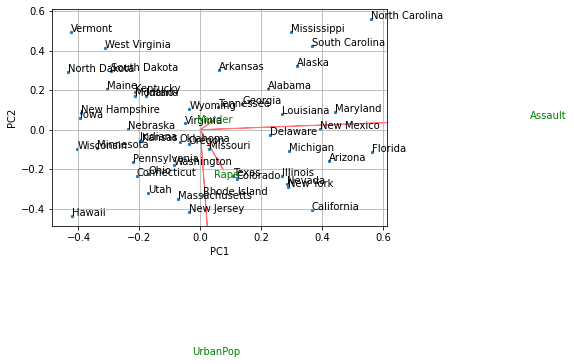 0.6
North Carolina
Vermont
Mississippi
South Carolina
West Virginia
0.4
Alaska
North Dakota
South Dakota
Arkansas
Maine
Kentucky
Alabama
0.2
Georgia
Tennessee
Wyoming
New Hampshire
Louisiana
Maryland
Iowa
Assault
Murder
Virginia
Nebraska
New Mexico
0.0
Delaware
Indiana
Kansas
Oklahoma
Oregon
Missouri
Wisconsin
Minnesota
Michigan
Florida
Pennsylvania
Arizona
Washington
−0.2
Connecticut
Ohio
Rape
Texas
Colorado
Illinois
Nevada
New York
Utah
Rhode Island
Massachusetts
−0.4
Hawaii
New Jersey
California
PC2
−0.4
−0.2
0.0
0.2
0.4
0.6
PC1
UrbanPop